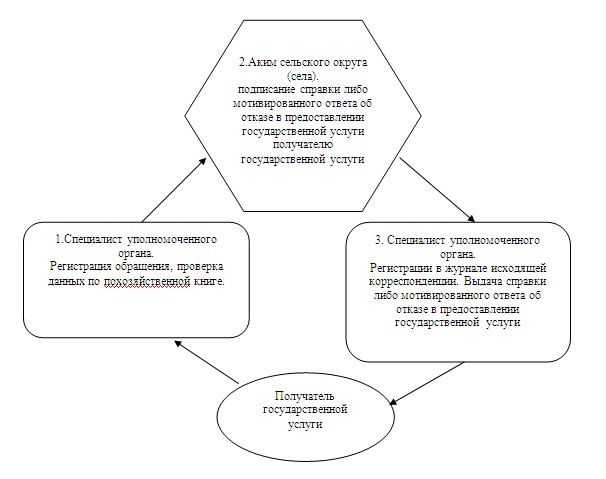 2.Аким сельского округа
(села).
подписание справки либо
мотивированного ответа об
отказе в предоставлении
государственной услуги
получателю
государственной услуги
1.Специалист уполномоченного
органа.
Регистрация обращения, проверка
данных по похозяйственной книге.
3. Специалист уполномоченного
органа.
Регистрации в журнале исходящей
корреспонденции. Выдача справки
либо мотивированного ответа об
отказе в предоставлении
государственной услуги
Получатель
государственной
услуги